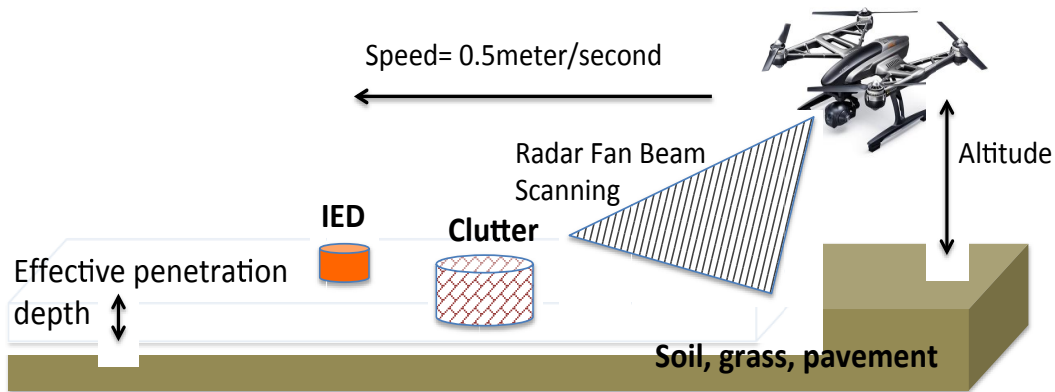 Speed= 0.5meter/second
Radar Fan Beam
Scanning
Altitude
IED
Clutter
Effective penetration
depth
Soil, grass, pavement